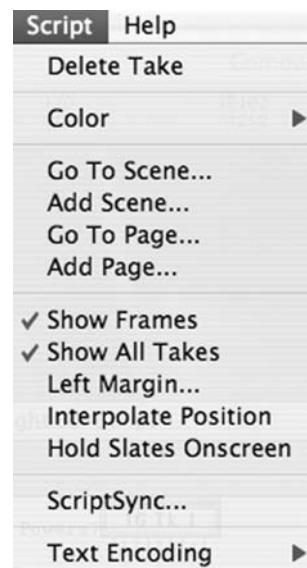 Script Help
Delete Take
Color
Go To Scene...
Add Scene...
Go To Page...
Add Page...
✓ Show Frames
✓ Show All Takes
Left Margin...
Interpolate Position
Hold Slates Onscreen
ScriptSync...
Text Encoding